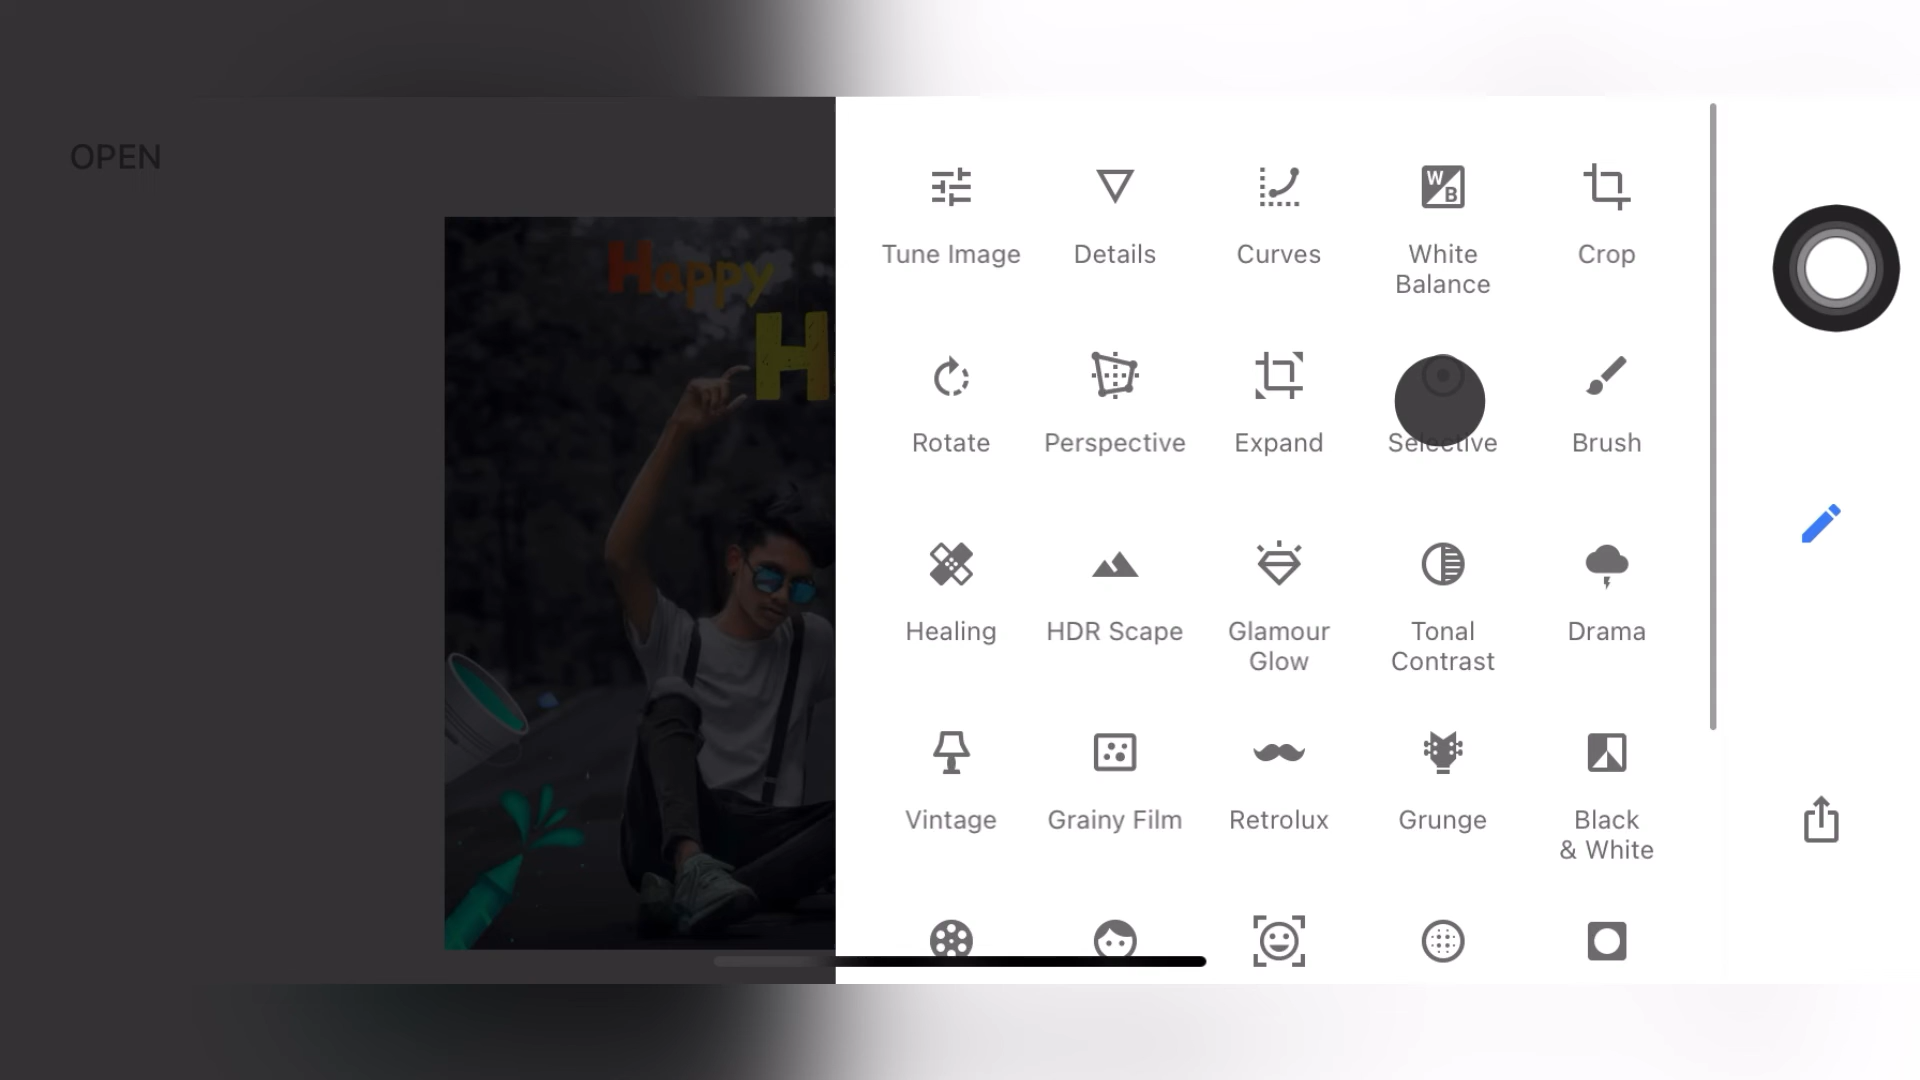 OPEN
Happy
H
Tune Image
Details
Curves
W
B
White
Balance
Crop
Rotate
Perspective
Expand
Selective
Brush
Healing
HDR Scape
Glamour
Glow
Tonal
Contrast
Drama
Vintage
Grainy Film
Retrolux
Grunge
Black
& White